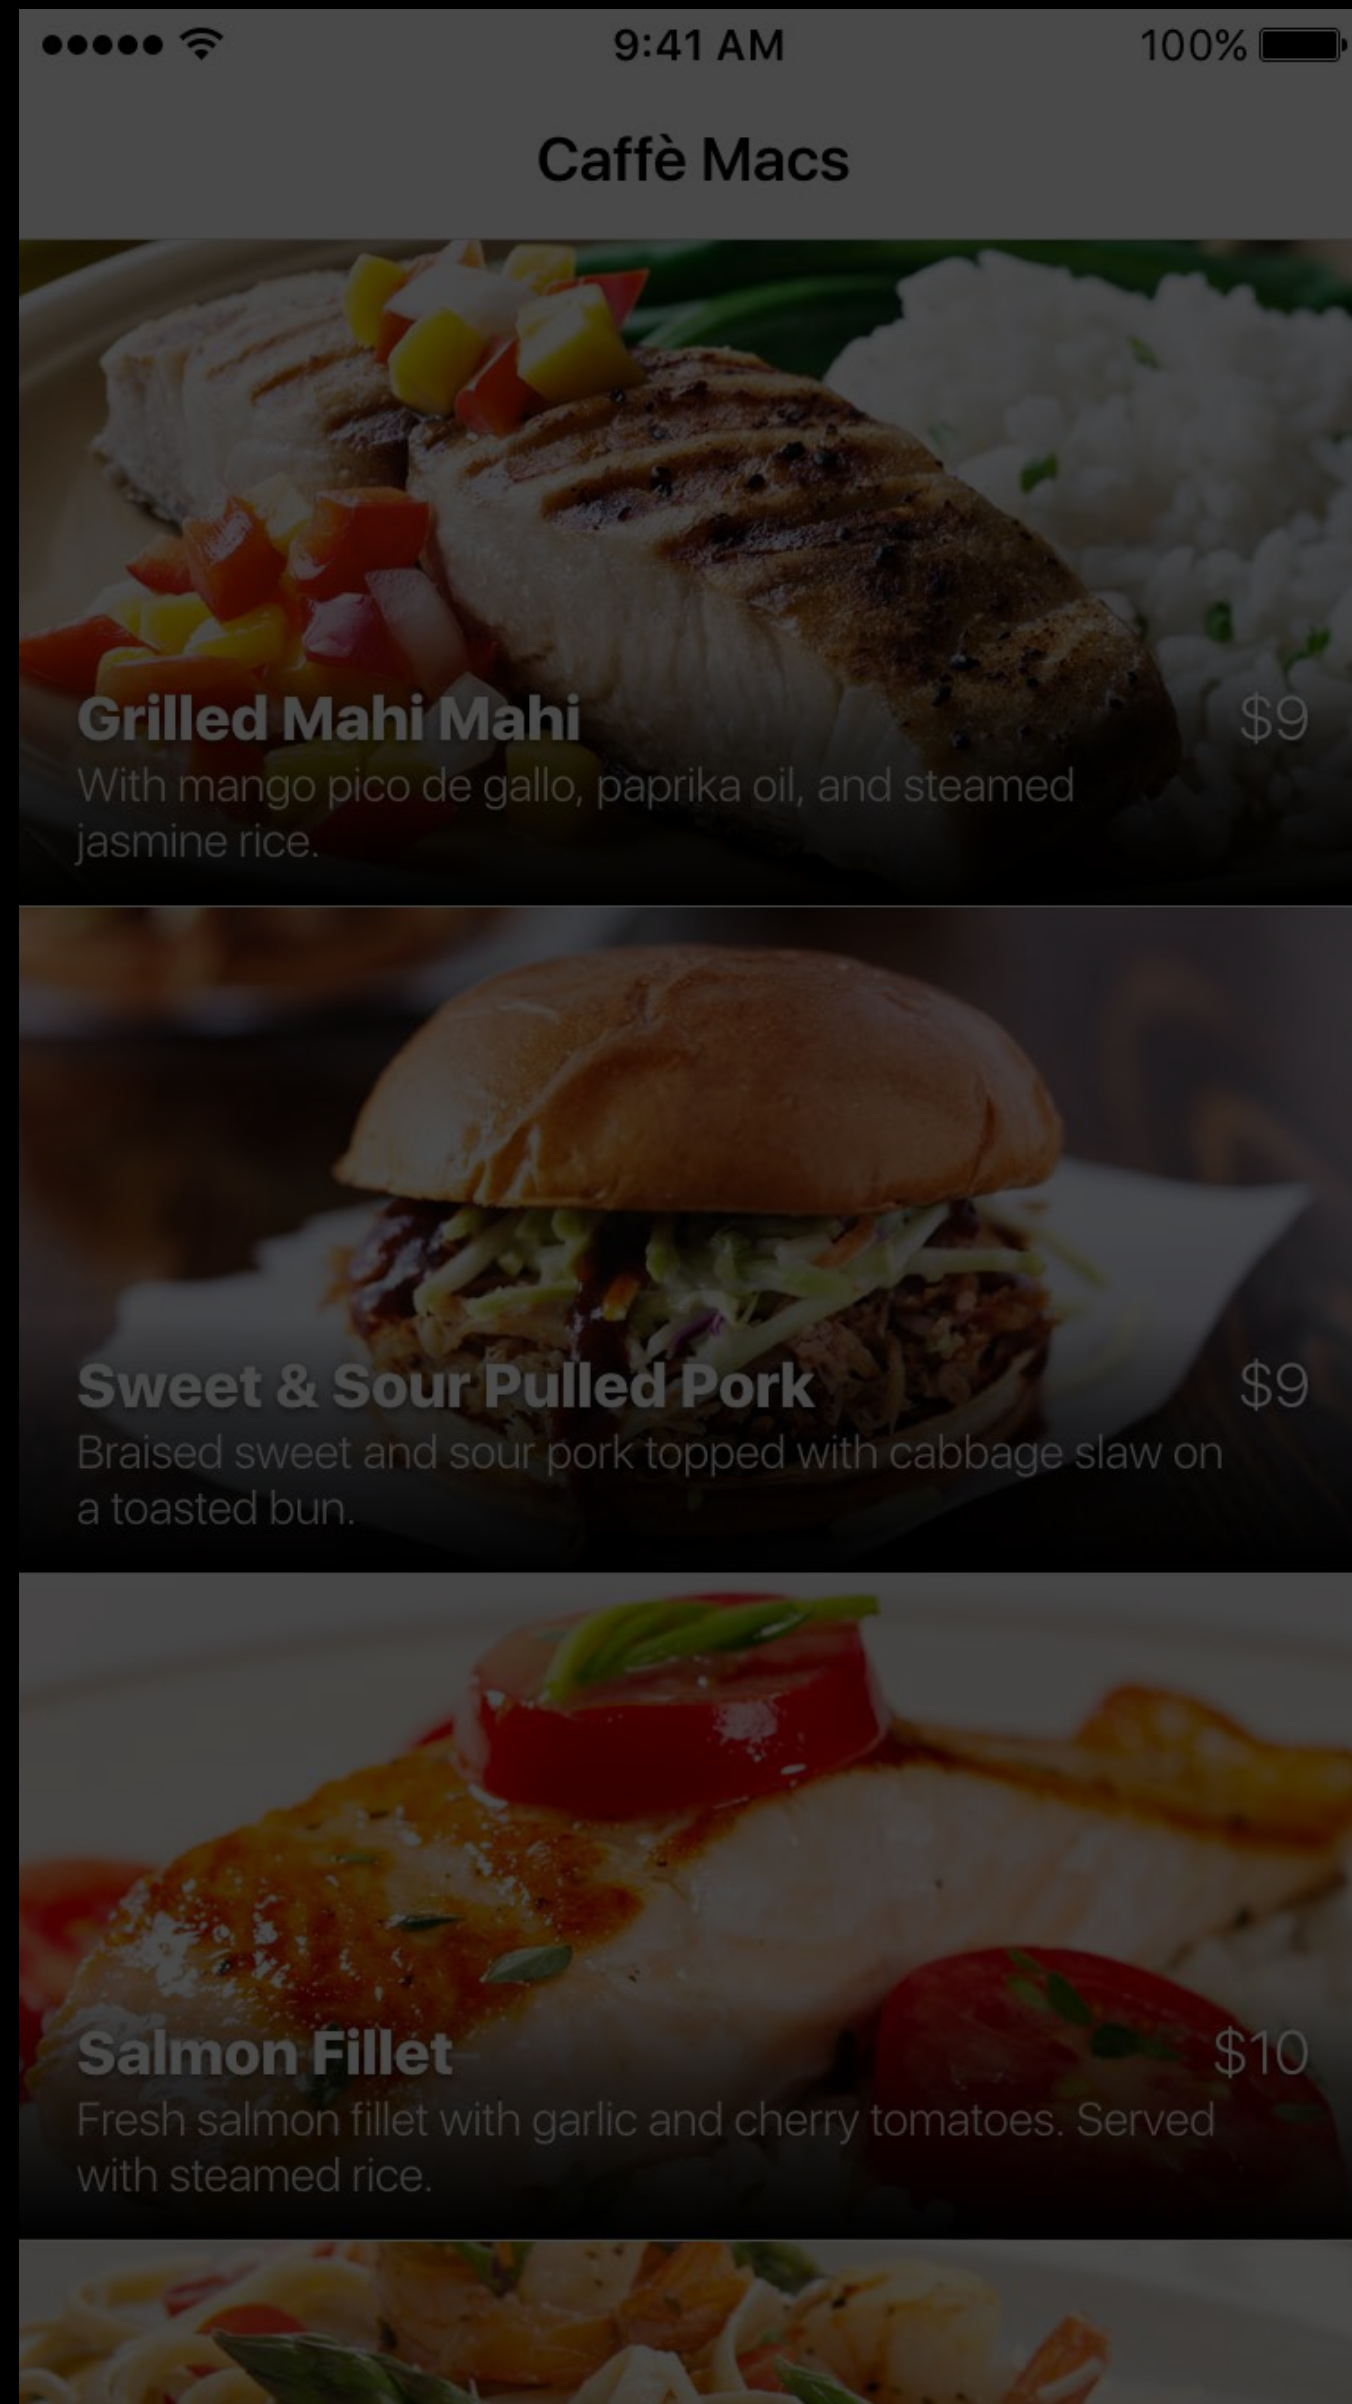 9:41 AM 100%
Caffè Macs
Grilled Mahi Mahi $9
With mango pico de gallo, paprika oil, and steamed
jasmine rice.
Sweet & Sour Pulled Pork $9
Braised sweet and sour pork topped with cabbage slaw on
a toasted bun.
Salmon Fillet $10
Fresh salmon fillet with garlic and cherry tomatoes. Served
with steamed rice.